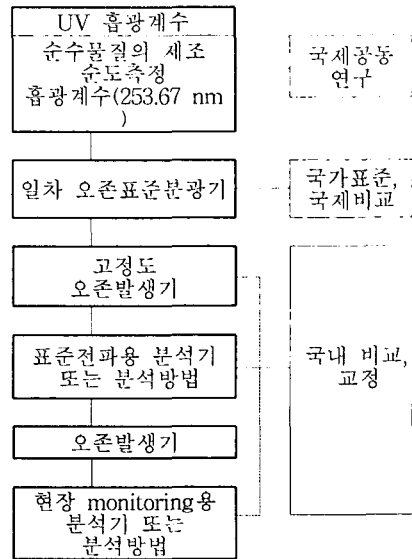 UV 흡광계수
순수물질의 제조
순도측정
흡광계수(253.67 nm
)
국제공동
연구
일차 오존표준분광기
국가표준,
국제비교
고정도
오존발생기
표준전파용 분석기
또는 분석방법
국내 비교,
교정
오존발생기
현장 monitoring용
분석기 또는
분석방법